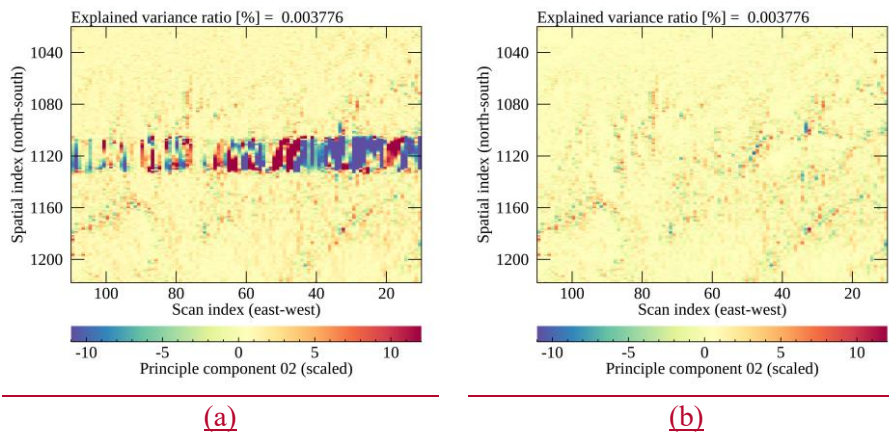 Explained variance ratio [%] = 0.003776
1040
1080
1120
1160
1200
Spatial index (north-south)
100 80 60 40 20
Scan index (east-west)
-10 -5 0 5 10
Principle component 02 (scaled)
(a)
Explained variance ratio [%] = 0.003776
1040
1080
1120
1160
1200
Spatial index (north-south)
100 80 60 40 20
Scan index (east-west)
-10 -5 0 5 10
Principle component 02 (scaled)
(b)